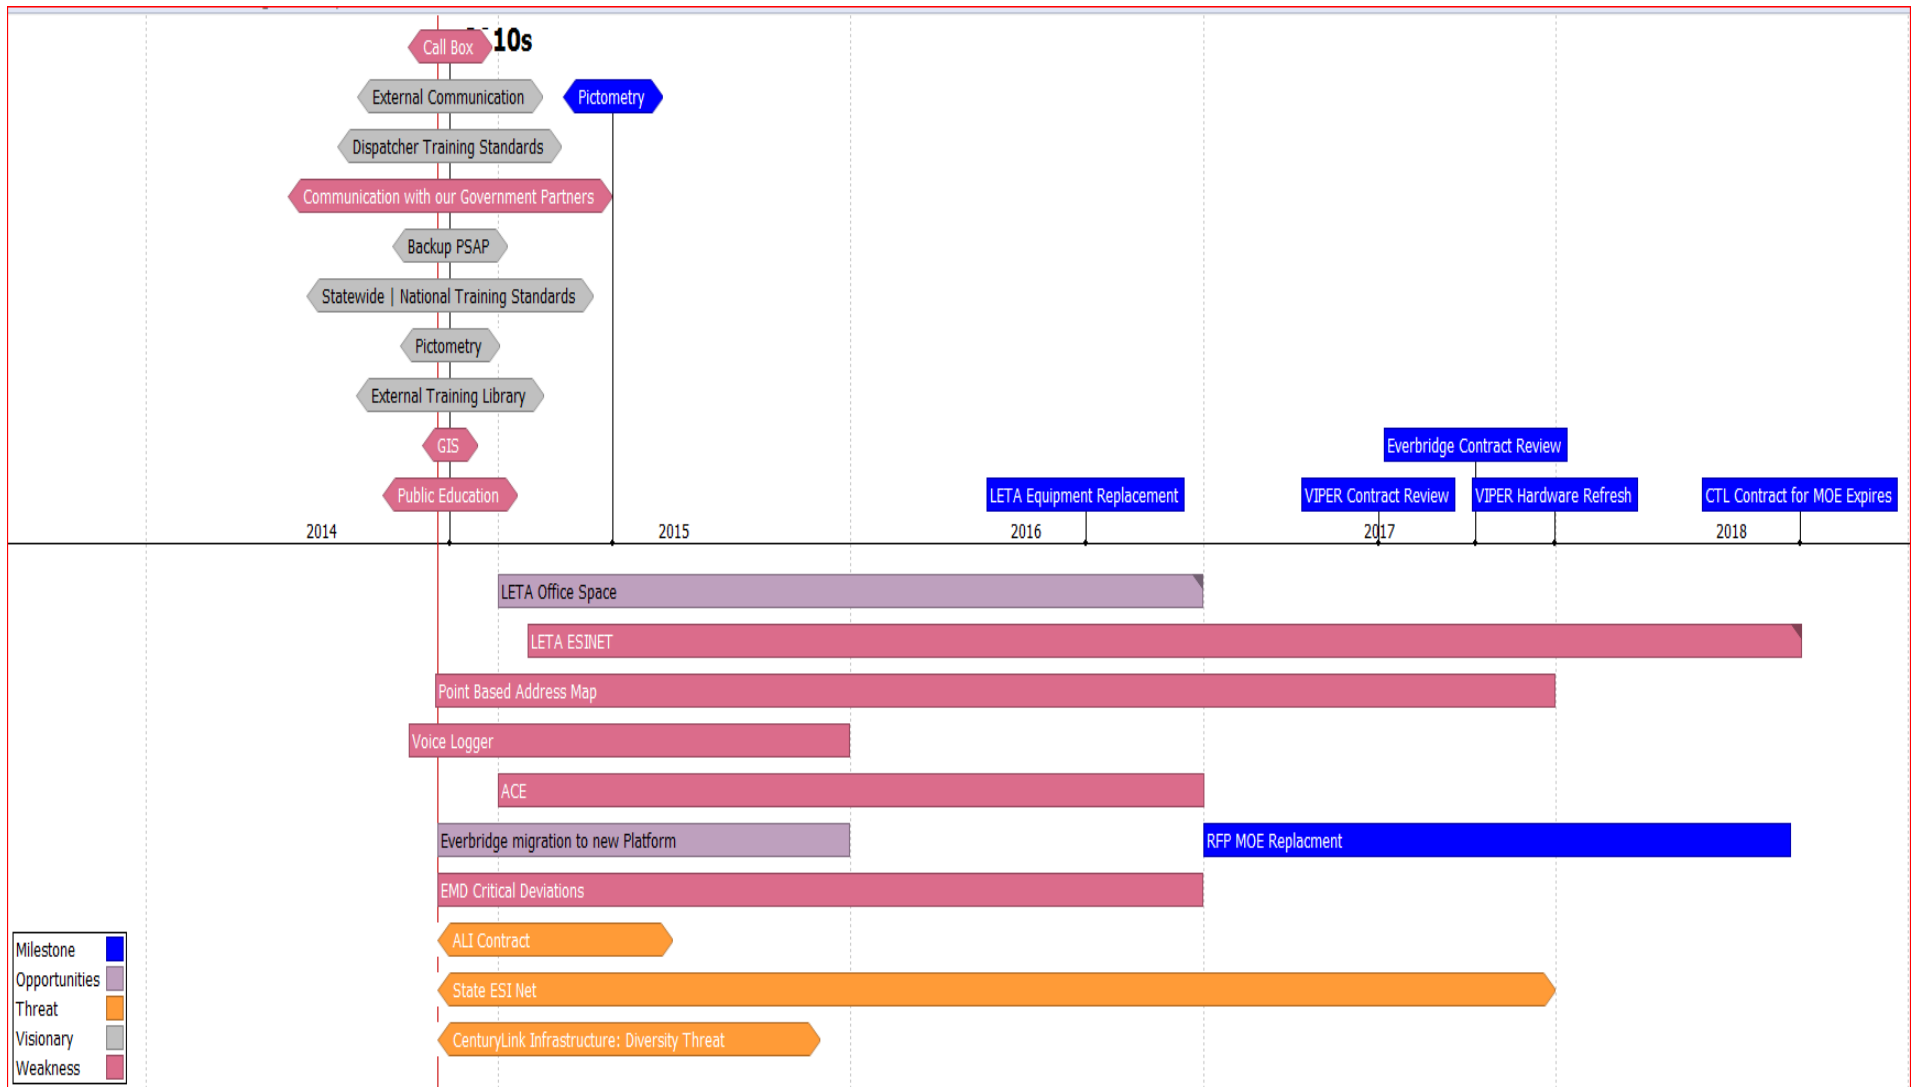 10s
Call Box
External Communication
Pictometry
Dispatcher Training Standards
Communication with our Government Partners
Backup PSAP
Statewide | National Training Standards
Pictometry
External Training Library
GIS
Everbridge Contract Review
Public Education
LETA Equipment Replacement
VIPER Contract Review
VIPER Hardware Refresh
CTL Contract for MOE Expires
2014
2015
2016
2017
2018
LETA Office Space
LETA ESINET
Point Based Address Map
Voice Logger
ACE
Everbridge migration to new Platform
RFP MOE Replacment
EMD Critical Deviations
ALI Contract
State ESI Net
CenturyLink Infrastructure: Diversity Threat
Milestone
Opportunities
Threat
Visionary
Weakness